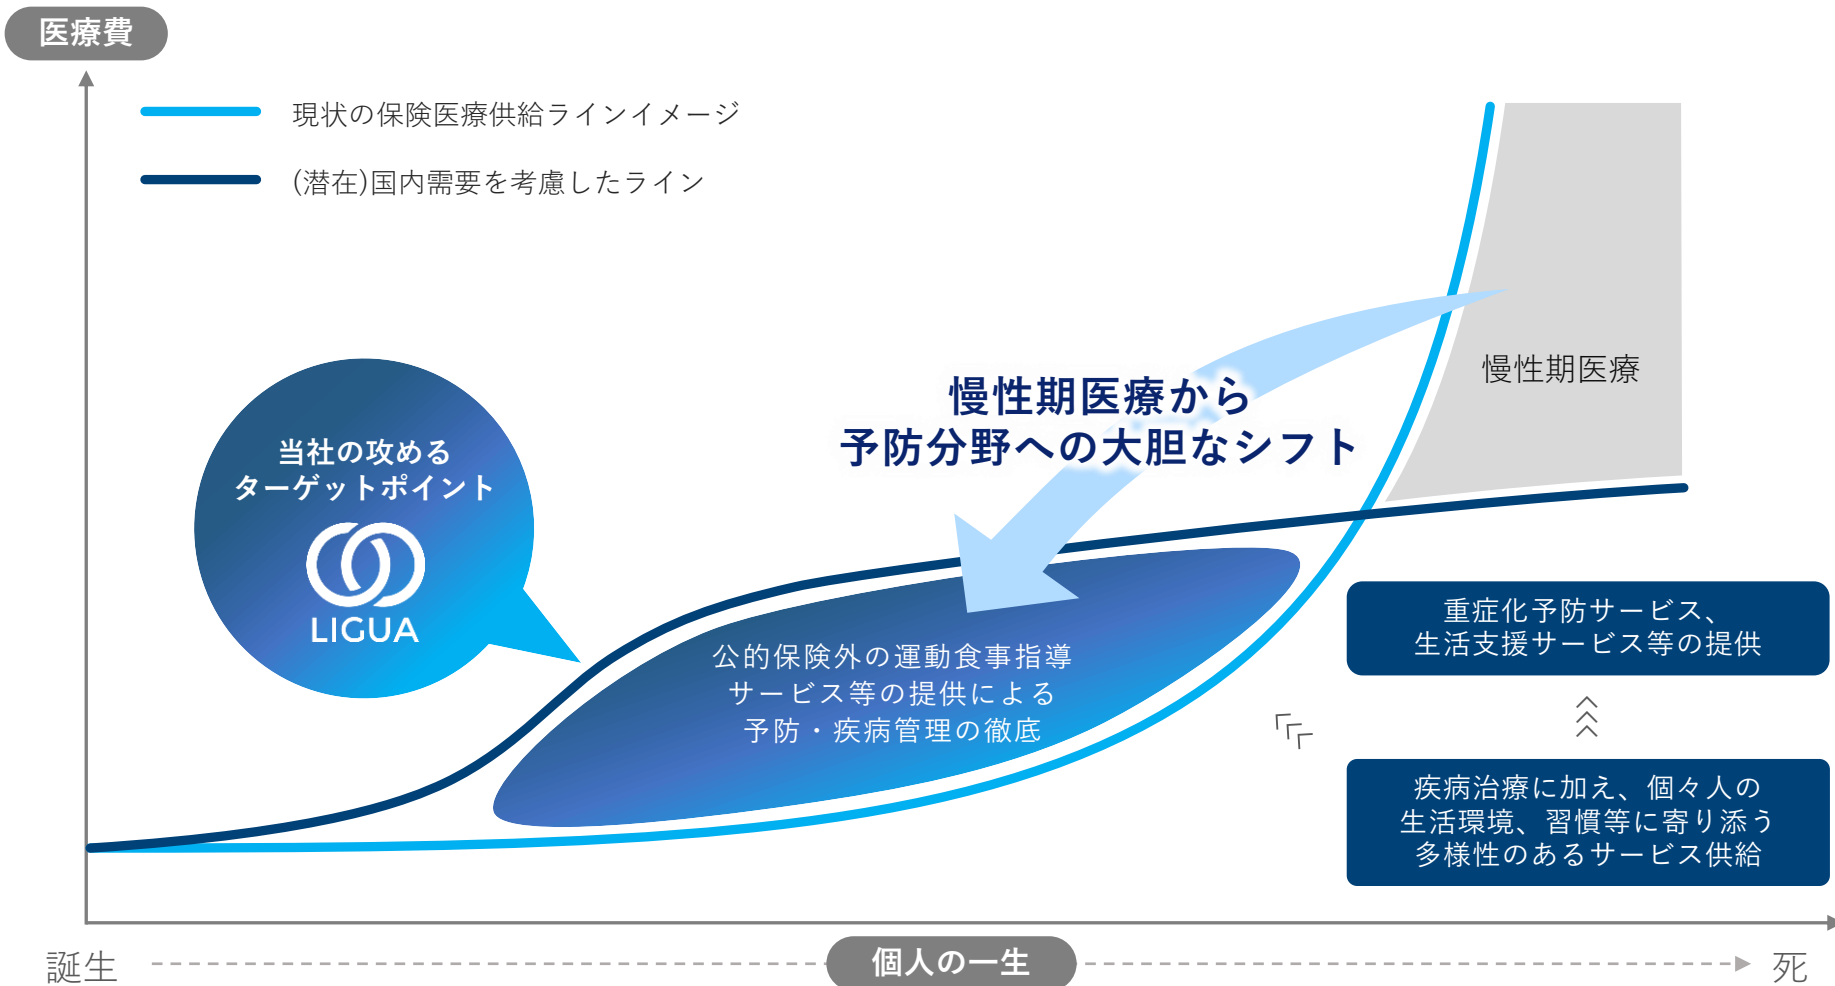 医療費
現状の保険医療供給ラインイメージ
(潜在)国内需要を考慮したライン
慢性期医療
慢性期医療から
予防分野への大胆なシフト
当社の攻める
ターゲットポイント
LIGUA
公的保険外の運動食事指導
サービス等の提供による
予防・疾病管理の徹底
重症化予防サービス、
生活支援サービス等の提供
疾病治療に加え、個々人の
生活環境、習慣等に寄り添う
多様性のあるサービス供給
誕生
個人の一生
死